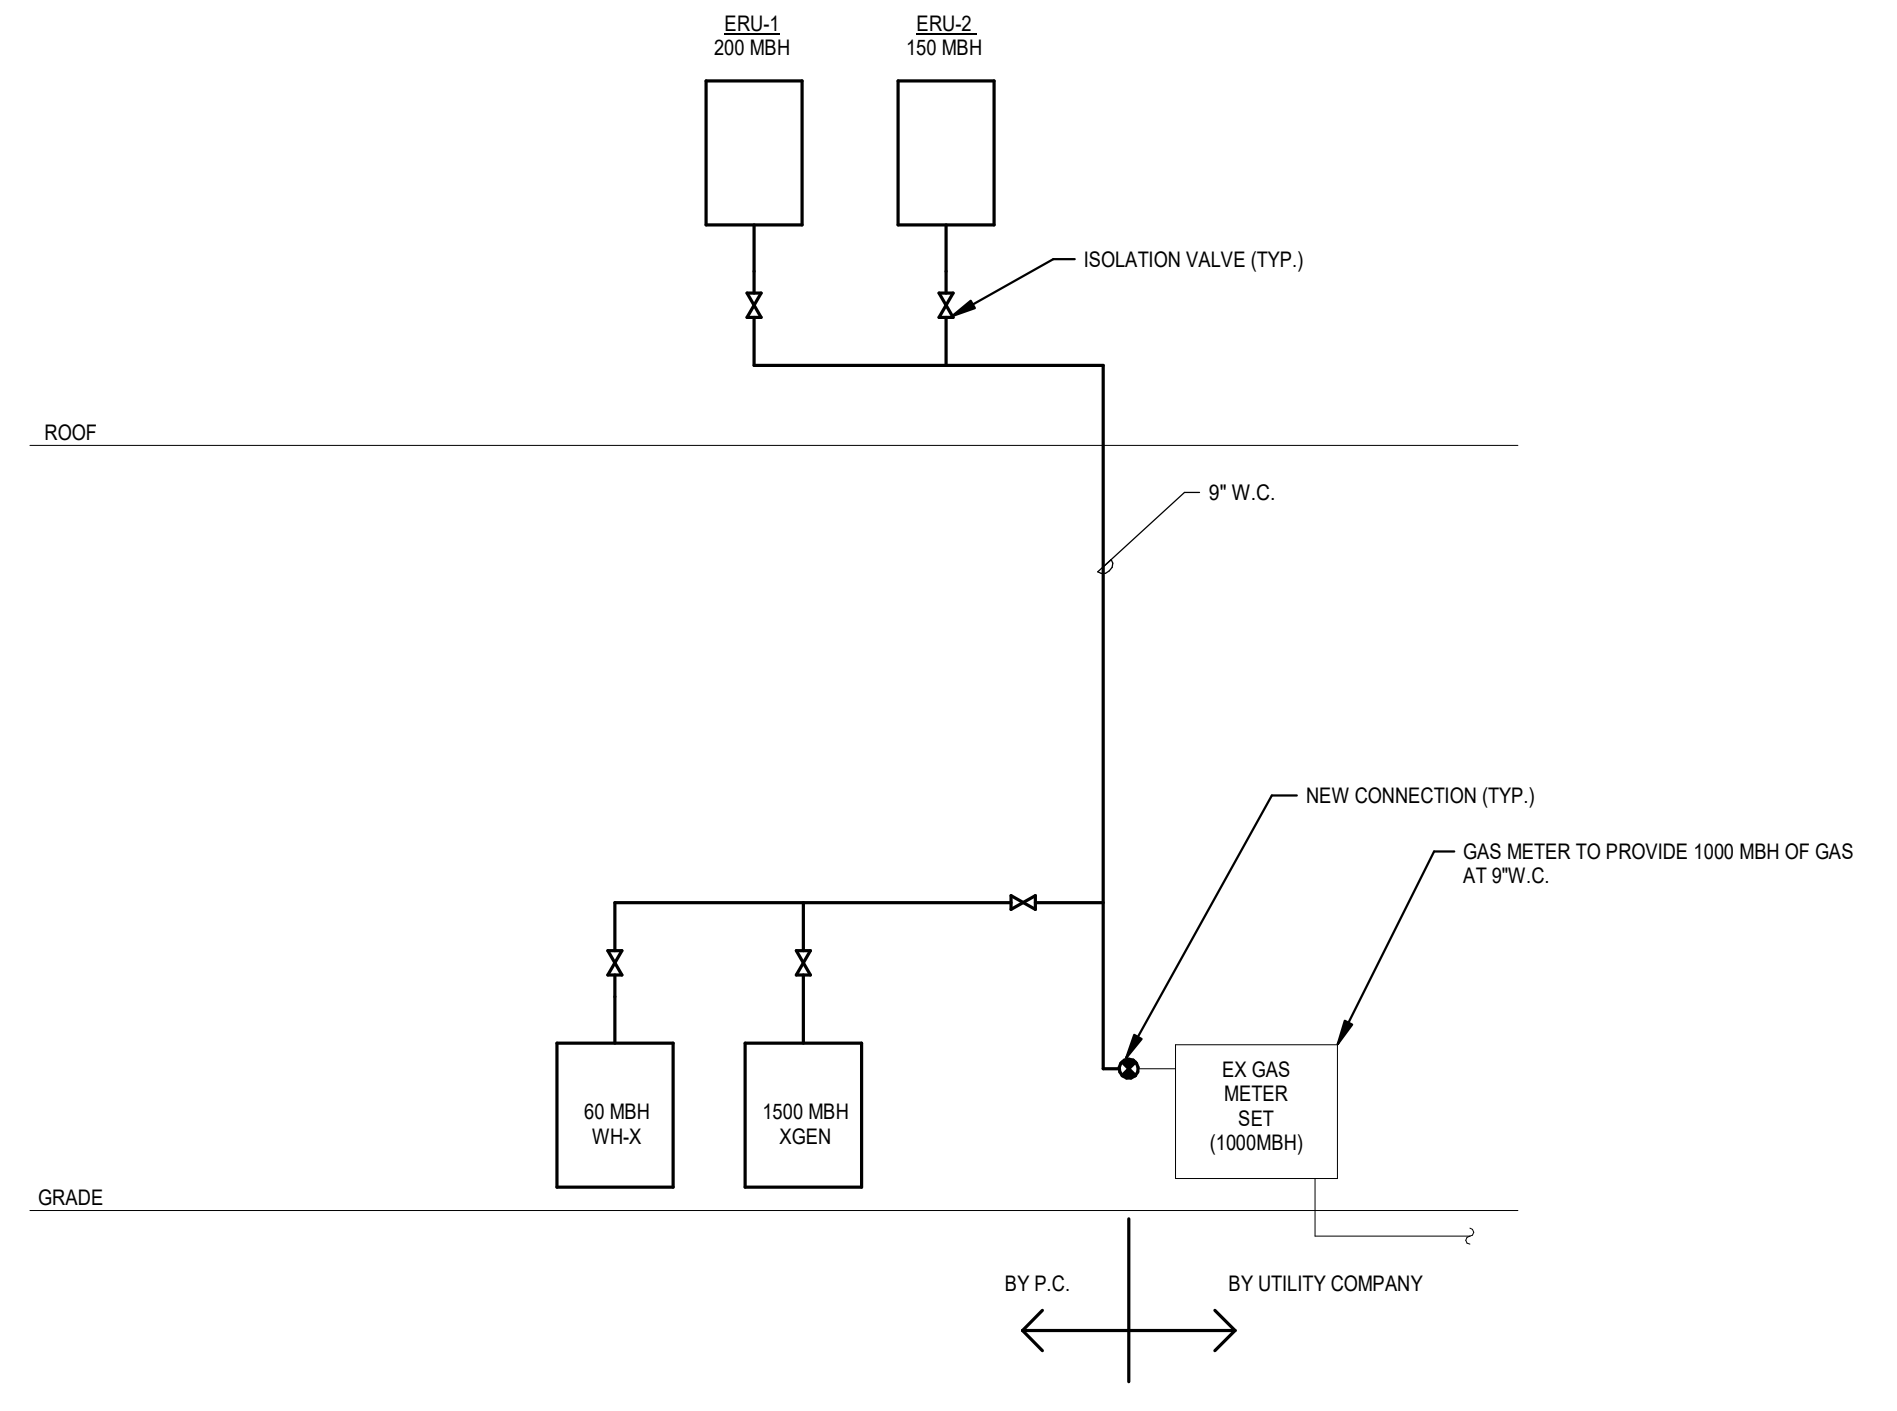 ERU-1
200 MBH
ERU-2
150 MBH
ISOLATION VALVE (TYP.)
ROOF
9" W.C.
NEW CONNECTION (TYP.)
GAS METER TO PROVIDE 1000 MBH OF GAS
AT 9"W.C.
60 MBH
WH-X
1500 MBH
XGEN
EX GAS
METER
SET
(1000MBH)
GRADE
BY P.C.
BY UTILITY COMPANY